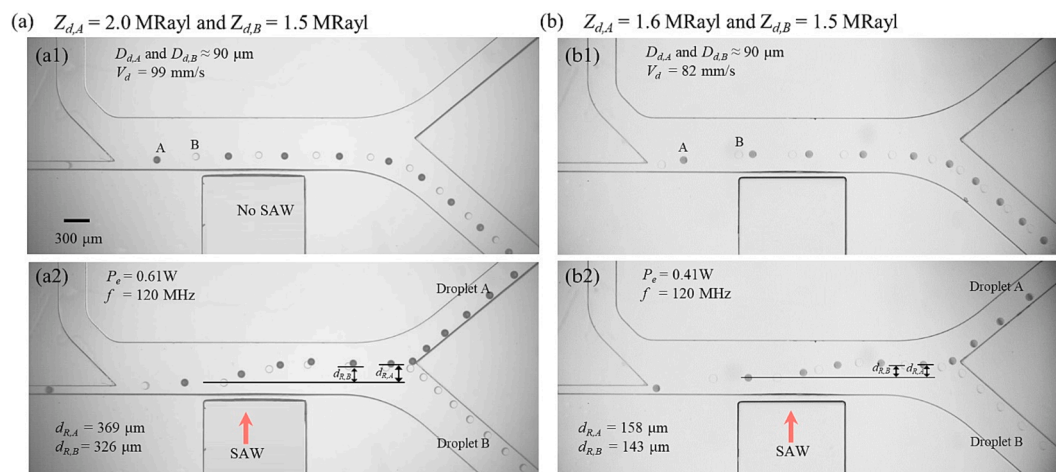 (a) Z_{d,A} = 2.0 MRayl and Z_{d,B} = 1.5 MRayl
(a1)
D_{d,A} and D_{d,B} ≈ 90 μm
V_d = 99 mm/s
A
B
No SAW
300 μm
(a2)
P_e = 0.61W
f = 120 MHz
Droplet A
d_{R,B}
d_{R,A}
d_{R,A} = 369 μm
d_{R,B} = 326 μm
SAW
Droplet B
(b) Z_{d,A} = 1.6 MRayl and Z_{d,B} = 1.5 MRayl
(b1)
D_{d,A} and D_{d,B} ≈ 90 μm
V_d = 82 mm/s
A
B
(b2)
P_e = 0.41W
f = 120 MHz
Droplet A
d_{R,B}
d_{R,A}
d_{R,A} = 158 μm
d_{R,B} = 143 μm
SAW
Droplet B